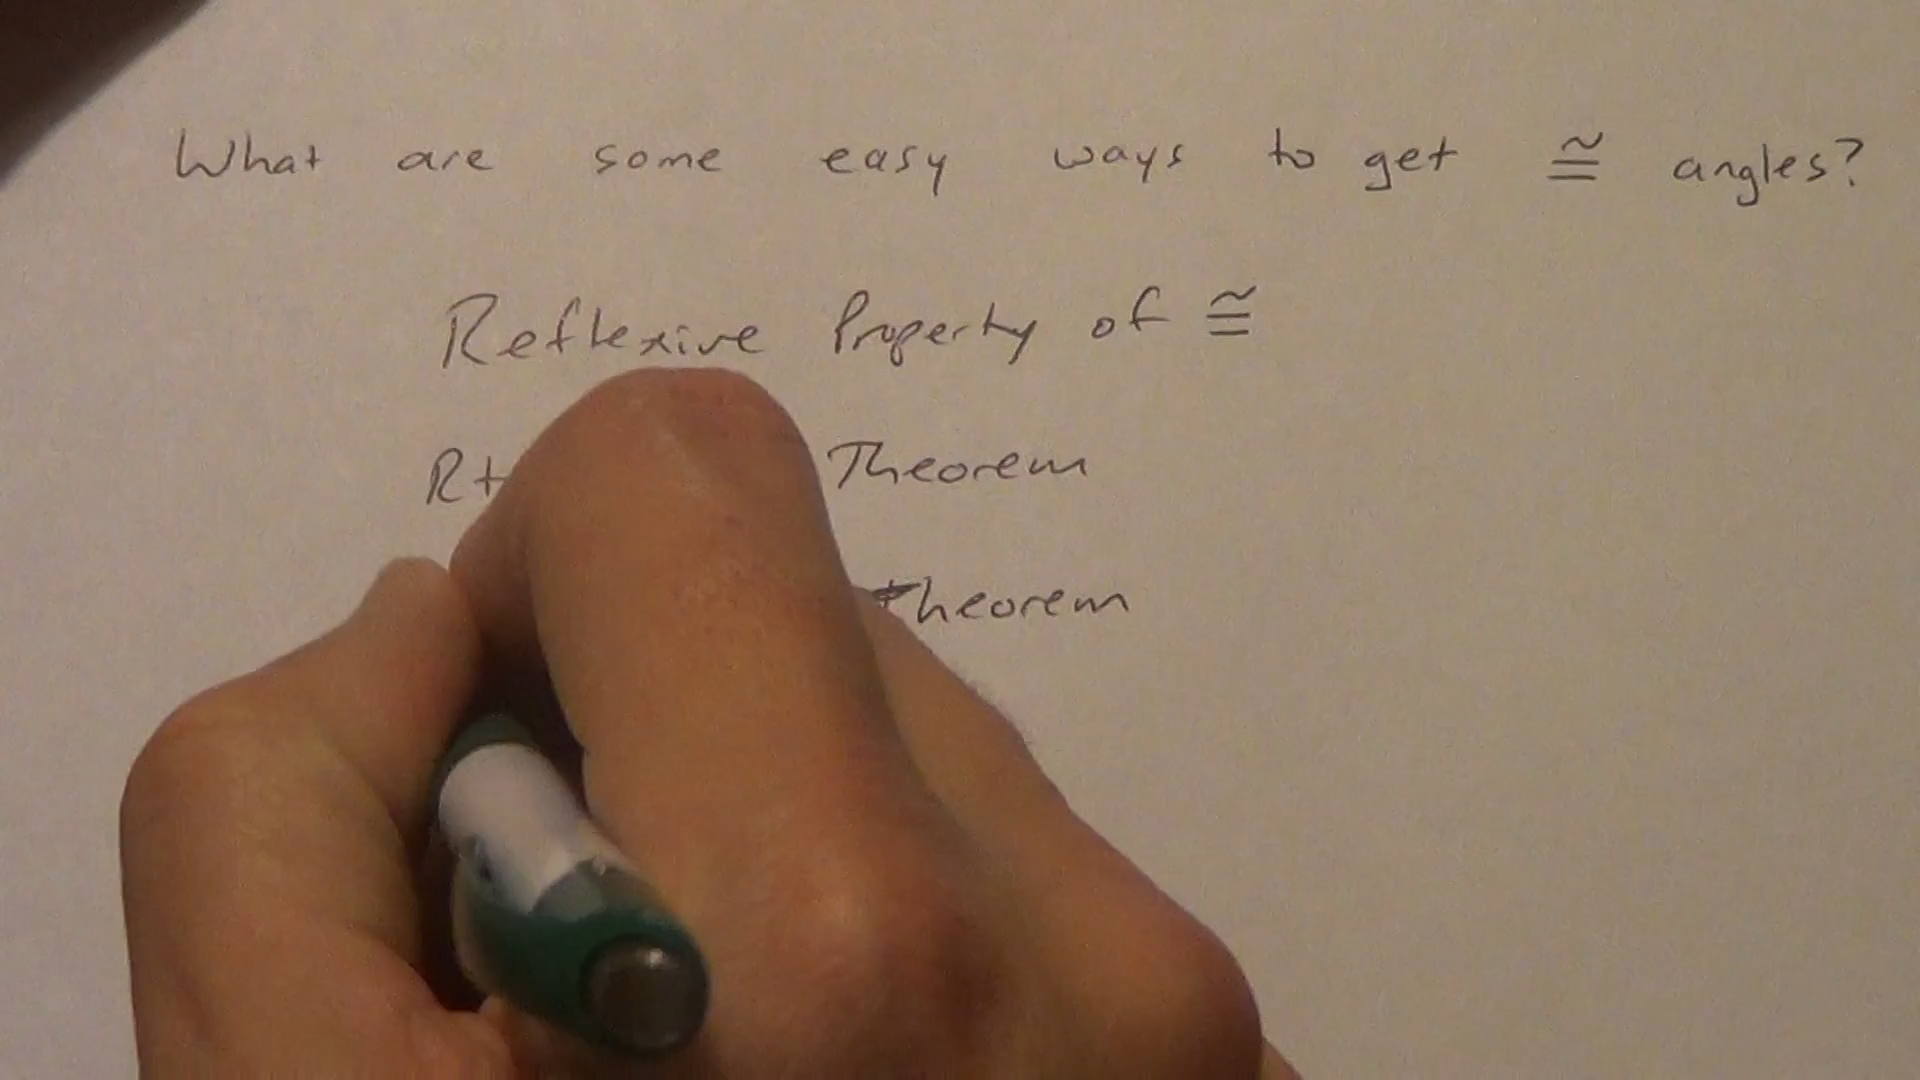 What are some easy ways to get ≅ angles?
Reflexive Property of ≅
Rt Theorem
Theorem